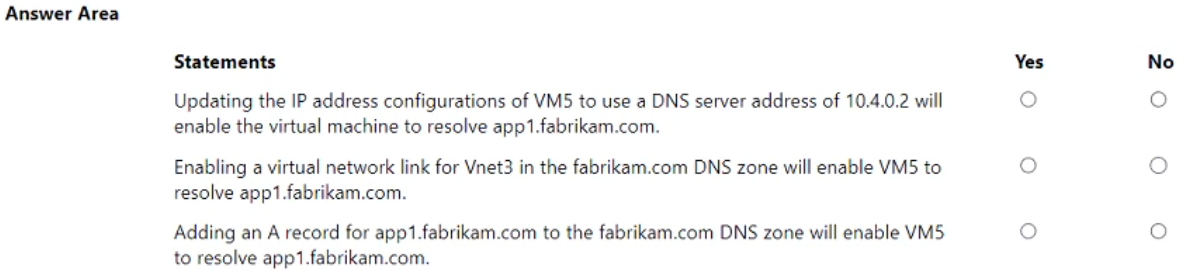 Answer Area
Statements Yes No
Updating the IP address configurations of VM5 to use a DNS server address of 10.4.0.2 will
enable the virtual machine to resolve app1.fabrikam.com.
Enabling a virtual network link for Vnet3 in the fabrikam.com DNS zone will enable VM5 to
resolve app1.fabrikam.com.
Adding an A record for app1.fabrikam.com to the fabrikam.com DNS zone will enable VM5
to resolve app1.fabrikam.com.